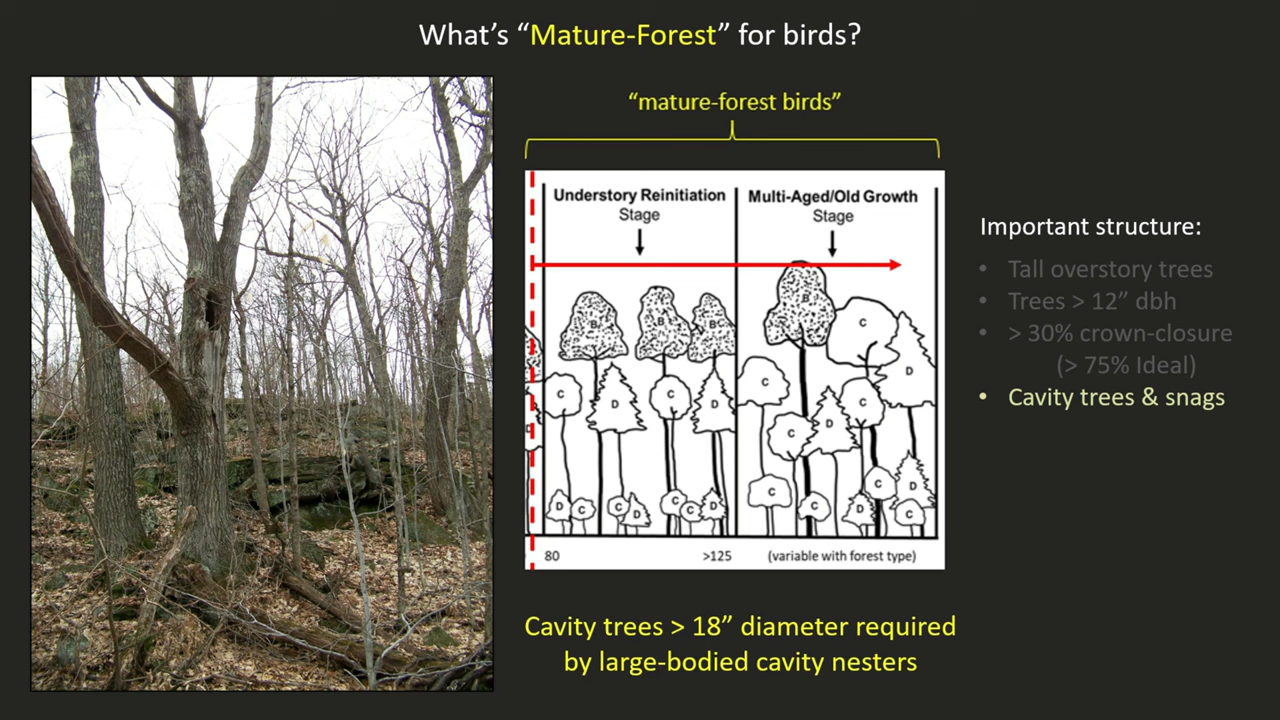 What’s “Mature-Forest” for birds?
“mature-forest birds”
Understory Reinitiation
Stage
Multi-Aged/Old Growth
Stage
B
B
B
B
C
D
C
D
C
C
D
C
C
D
D
D
C
C
D
C
C
D
C
C
C
D
D
C
80
>125
(variable with forest type)
Important structure:
• Tall overstory trees
• Trees > 12” dbh
• > 30% crown-closure
(> 75% Ideal)
• Cavity trees & snags
Cavity trees > 18” diameter required
by large-bodied cavity nesters